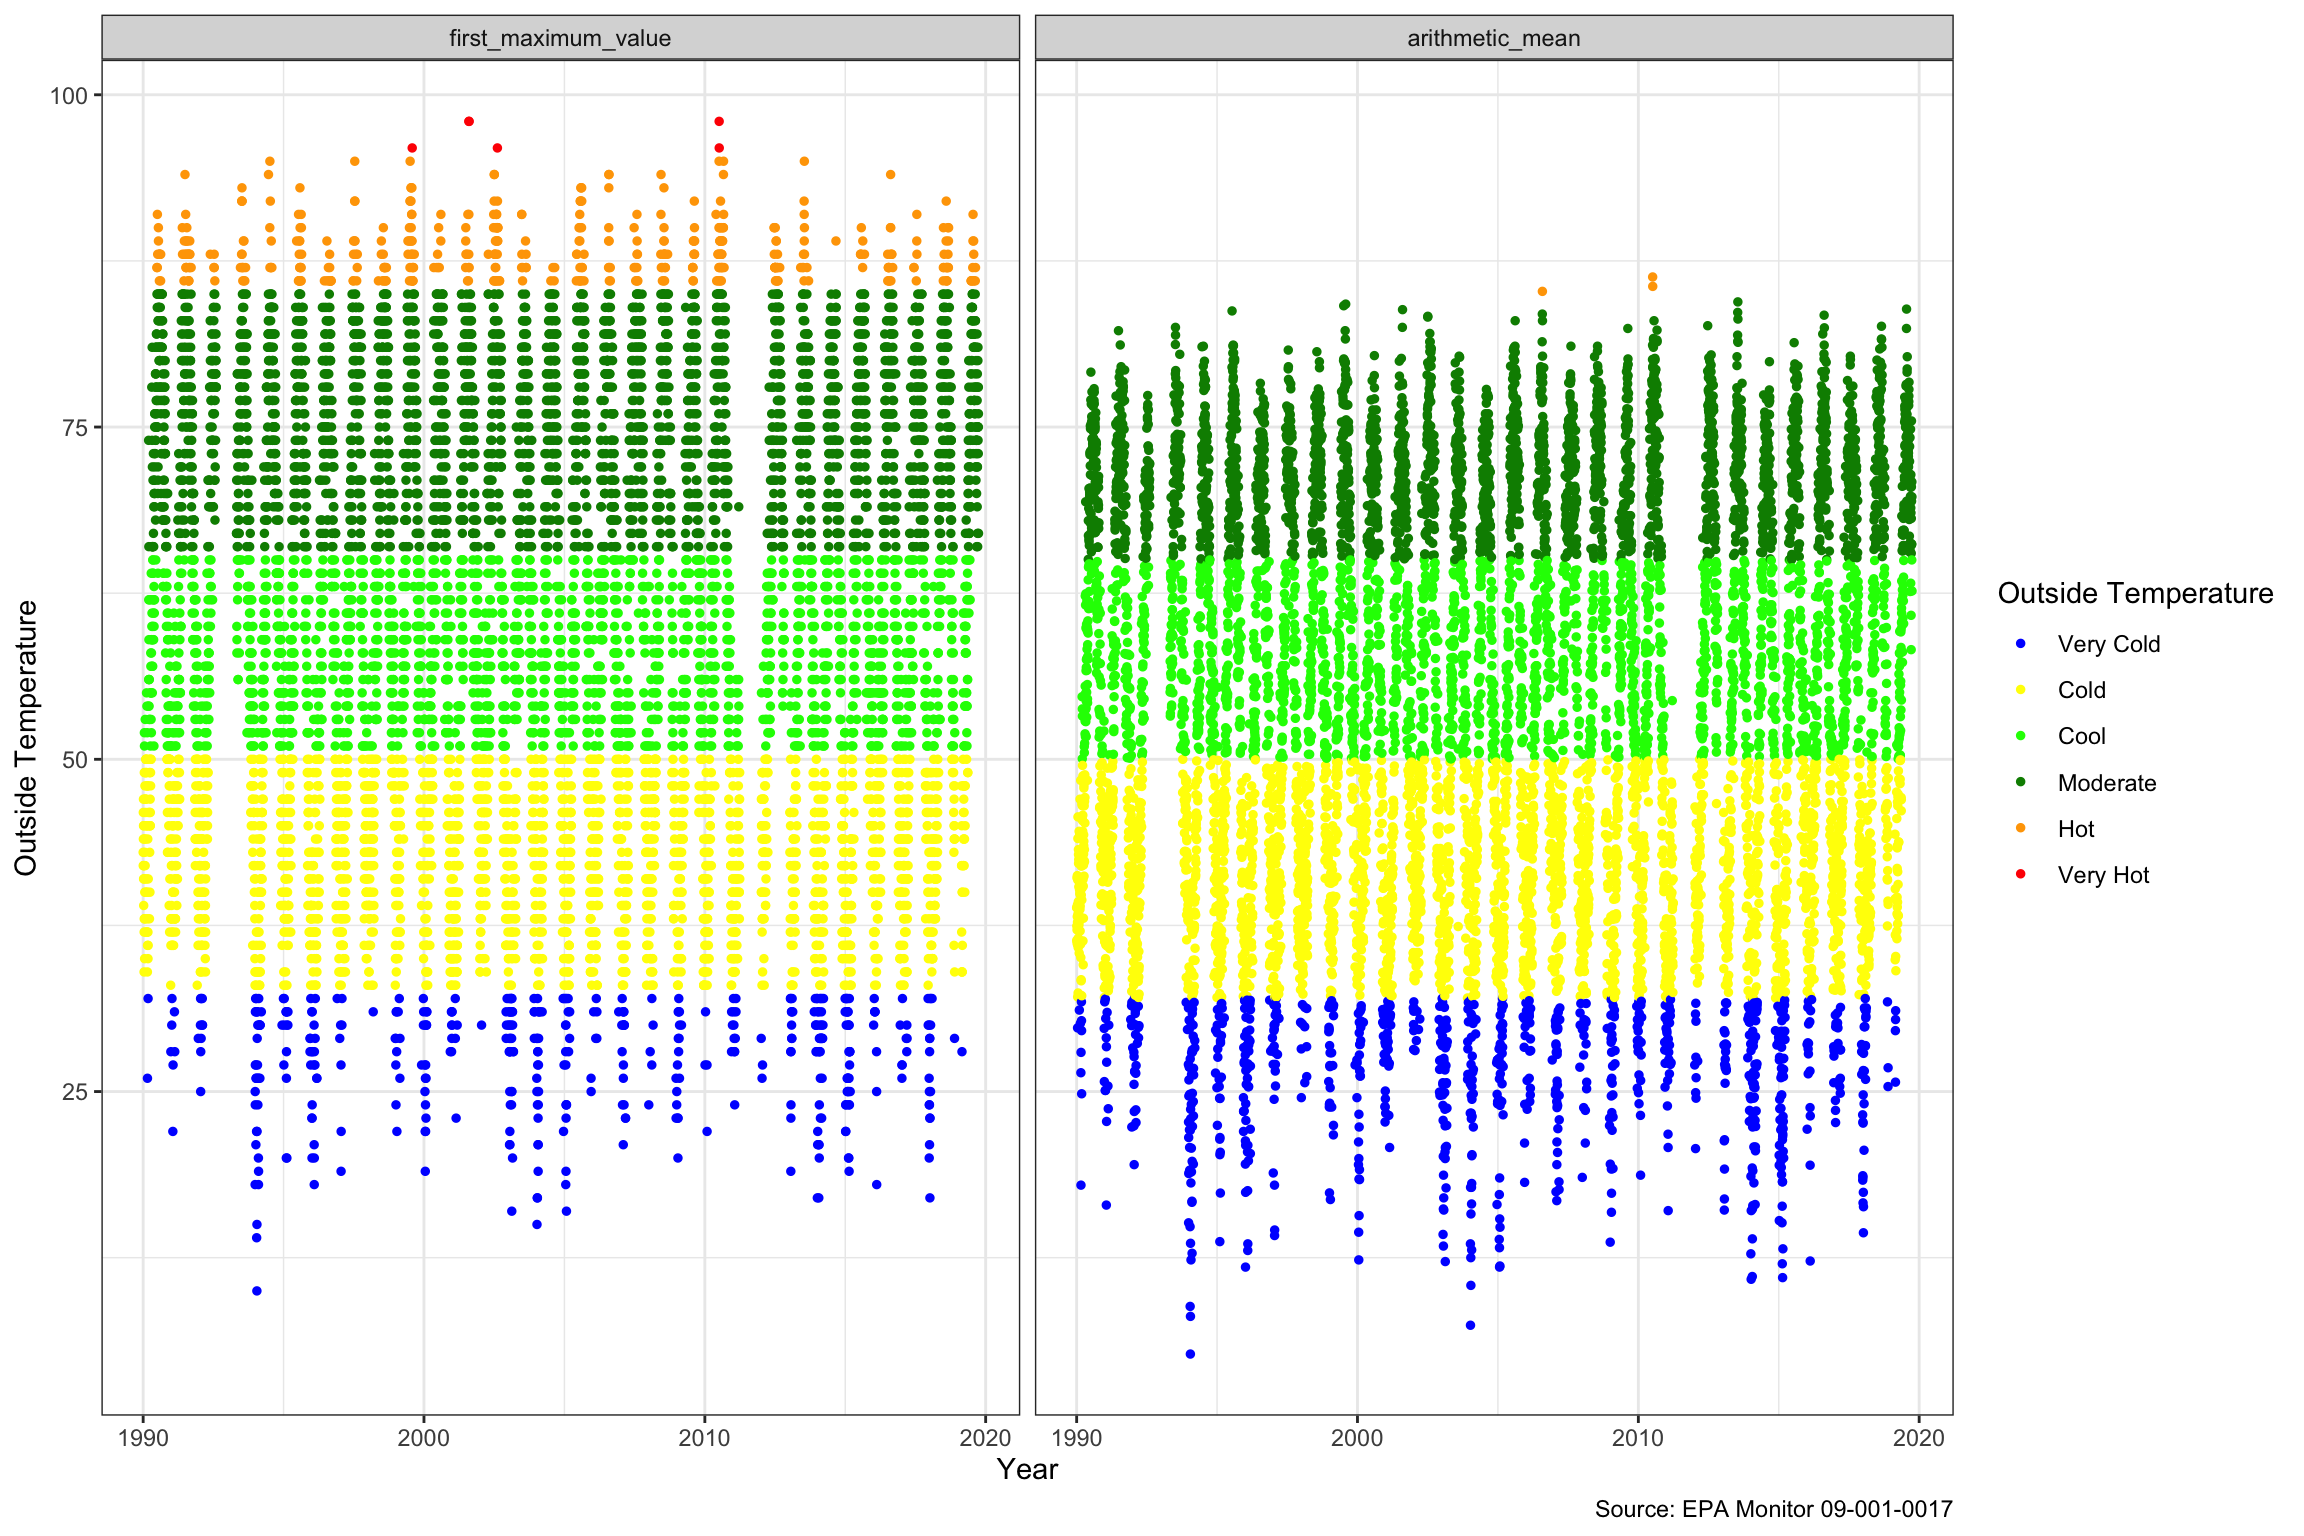 first_maximum_value
arithmetic_mean
100
75
50
25
Outside Temperature
1990
2000
2010
2020
1990
2000
2010
2020
Year
Outside Temperature
Very Cold
Cold
Cool
Moderate
Hot
Very Hot
Source: EPA Monitor 09-001-0017